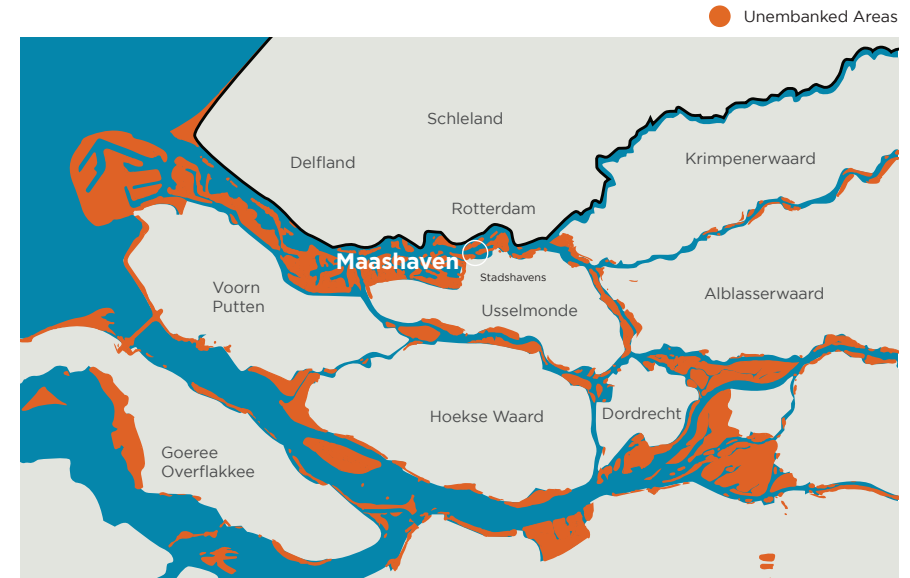 Unembanked Areas
Schleland
Delfland
Krimpenerwaard
Rotterdam
Maashaven
Stadshavens
Voorn
Putten
Alblasserwaard
Usselmonde
Hoekse Waard
Dordrecht
Goeree
Overflakkee